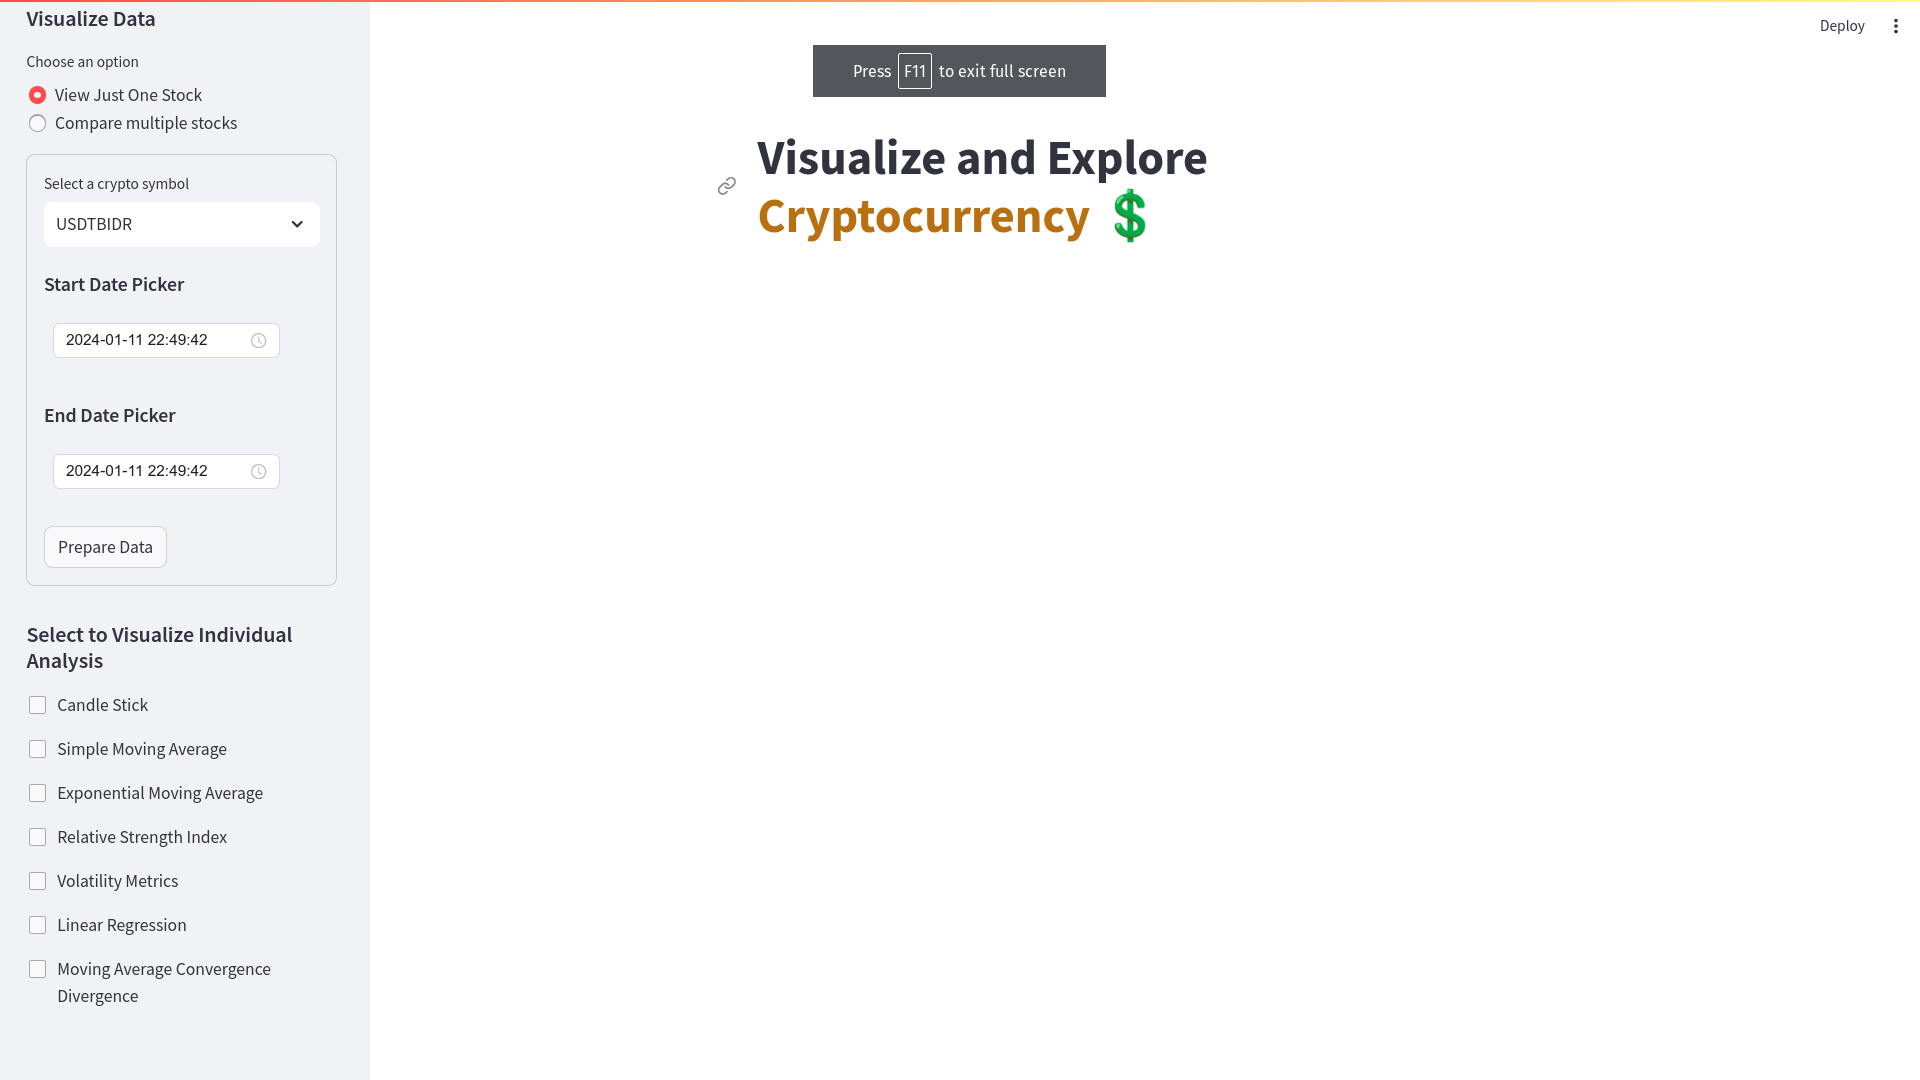 Visualize Data
Choose an option
View Just One Stock
Compare multiple stocks
Select a crypto symbol
USDTBIDR
Start Date Picker
2024-01-11 22:49:42
End Date Picker
2024-01-11 22:49:42
Prepare Data
Select to Visualize Individual
Analysis
Candle Stick
Simple Moving Average
Exponential Moving Average
Relative Strength Index
Volatility Metrics
Linear Regression
Moving Average Convergence
Divergence
Deploy
Press F11 to exit full screen
Visualize and Explore
Cryptocurrency 💲